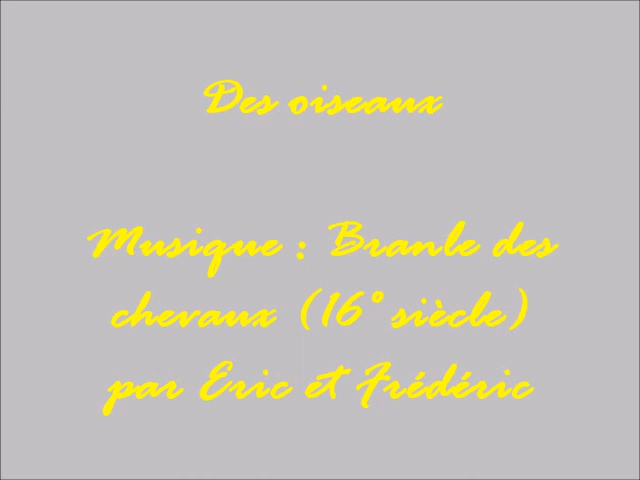 Des oiseaux
Musique : Branle des
chevaux (16° siècle)
par Eric et Frédéric